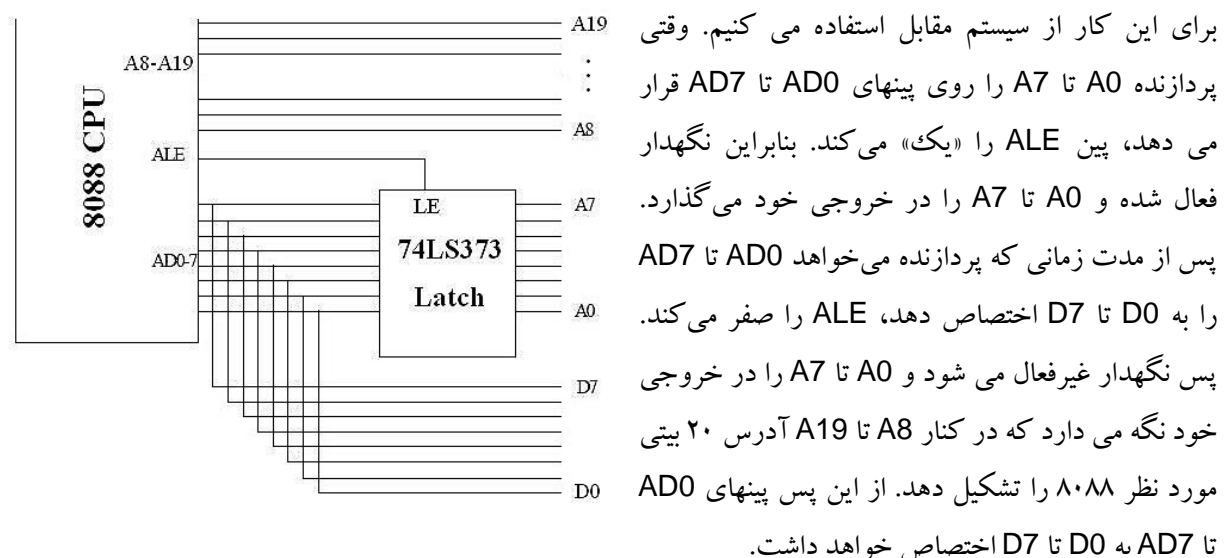 برای این کار از سیستم مقابل استفاده می کنیم. وقتی
پردازنده A0 تا A7 را روی پینهای AD0 تا AD7 قرار
می دهد، پین ALE را «یک» می‌کند. بنابراین نگهدار
فعال شده و A0 تا A7 را در خروجی خود می‌گذارد.
پس از مدت زمانی که پردازنده می‌خواهد AD0 تا AD7
را به D0 تا D7 اختصاص دهد، ALE را صفر می‌کند.
پس نگهدار غیرفعال می شود و A0 تا A7 را در خروجی
خود نگه می دارد که در کنار A8 تا A19 آدرس ۲۰ بیتی
مورد نظر ۸۰۸۸ را تشکیل دهد. از این پس پینهای AD0
تا AD7 به D0 تا D7 اختصاص خواهد داشت.
8088 CPU
A8-A19
ALE
AD0-7
LE
74LS373
Latch
A19
A8
A7
A0
D7
D0